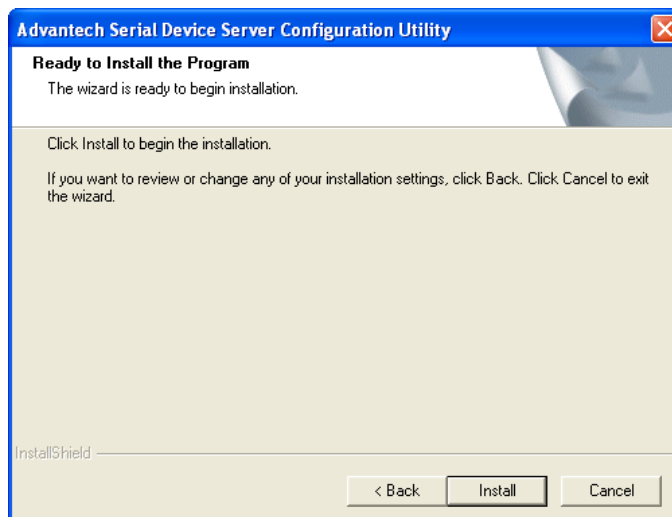 Advantech Serial Device Server Configuration Utility
Ready to Install the Program
The wizard is ready to begin installation.
Click Install to begin the installation.
If you want to review or change any of your installation settings, click Back. Click Cancel to exit
the wizard.
InstallShield
< Back Install Cancel